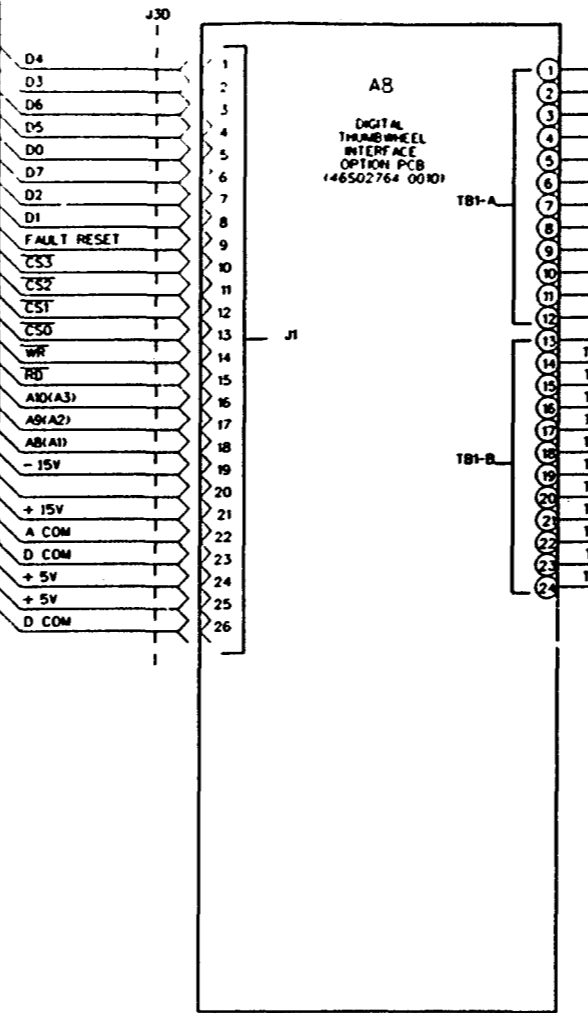 J30
D4
D3
D6
D5
D0
D7
D2
D1
FAULT RESET
CS3
CS2
CS1
CS0
WR
RD
A10(A3)
A9(A2)
A8(A1)
- 15V
+ 15V
A COM
D COM
+ 5V
+ 5V
D COM
1
2
3
4
5
6
7
8
9
10
11
12
13
14
15
16
17
18
19
20
21
22
23
24
25
26
J1
A8
DIGITAL
THUMBWHEEL
INTERFACE
OPTION PCB
(46S02764 0010)
TB1-A
TB1-B
1
2
3
4
5
6
7
8
9
10
11
12
13
14
15
16
17
18
19
20
21
22
23
24